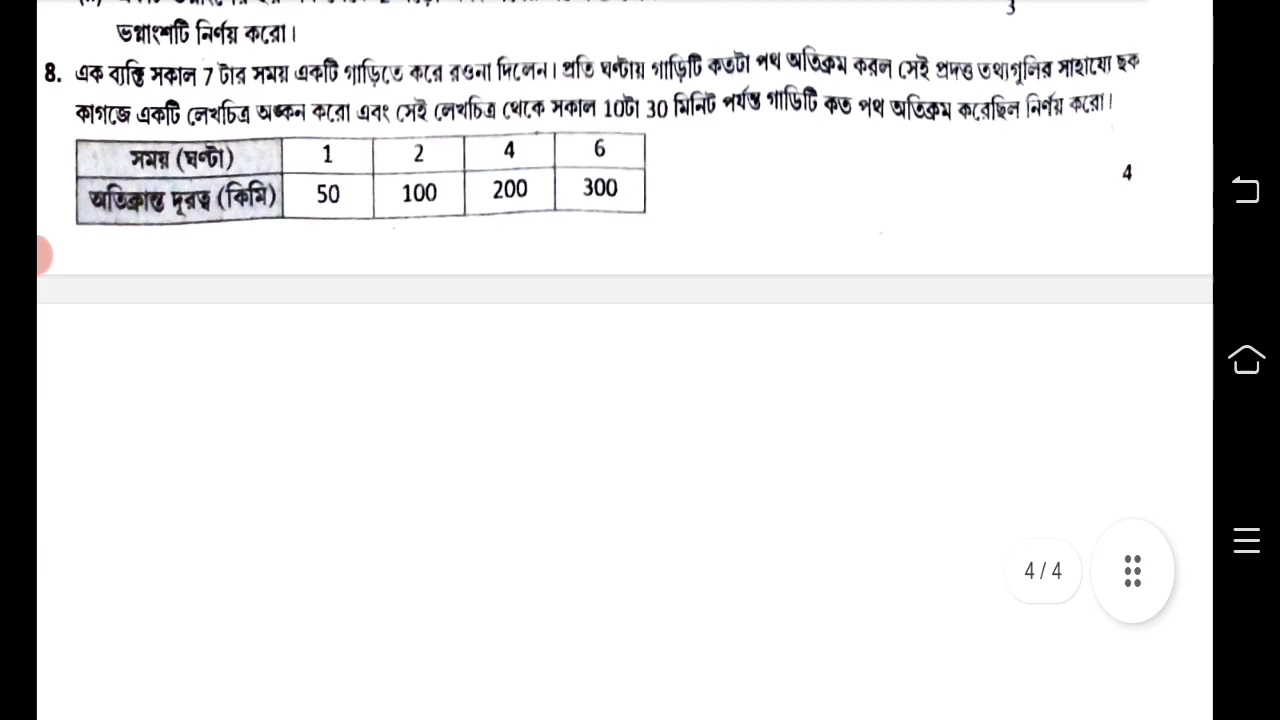 3
ভগ্নাংশটি নির্ণয় করো।
8. এক ব্যক্তি সকাল 7 টার সময় একটি গাড়িতে করে রওনা দিলেন। প্রতি ঘণ্টায় গাড়িটি কতটা পথ অতিক্রম করল সেই প্রদত্ত তথ্যগুলির সাহায্যে ছক
কাগজে একটি লেখচিত্র অঙ্কন করো এবং সেই লেখচিত্র থেকে সকাল 10টা 30 মিনিট পর্যন্ত গাড়িটি কত পথ অতিক্রম করেছিল নির্ণয় করো।
সময় (ঘন্টা) 1 2 4 6
অতিক্রান্ত দূরত্ব (কিমি) 50 100 200 300
4
4 / 4